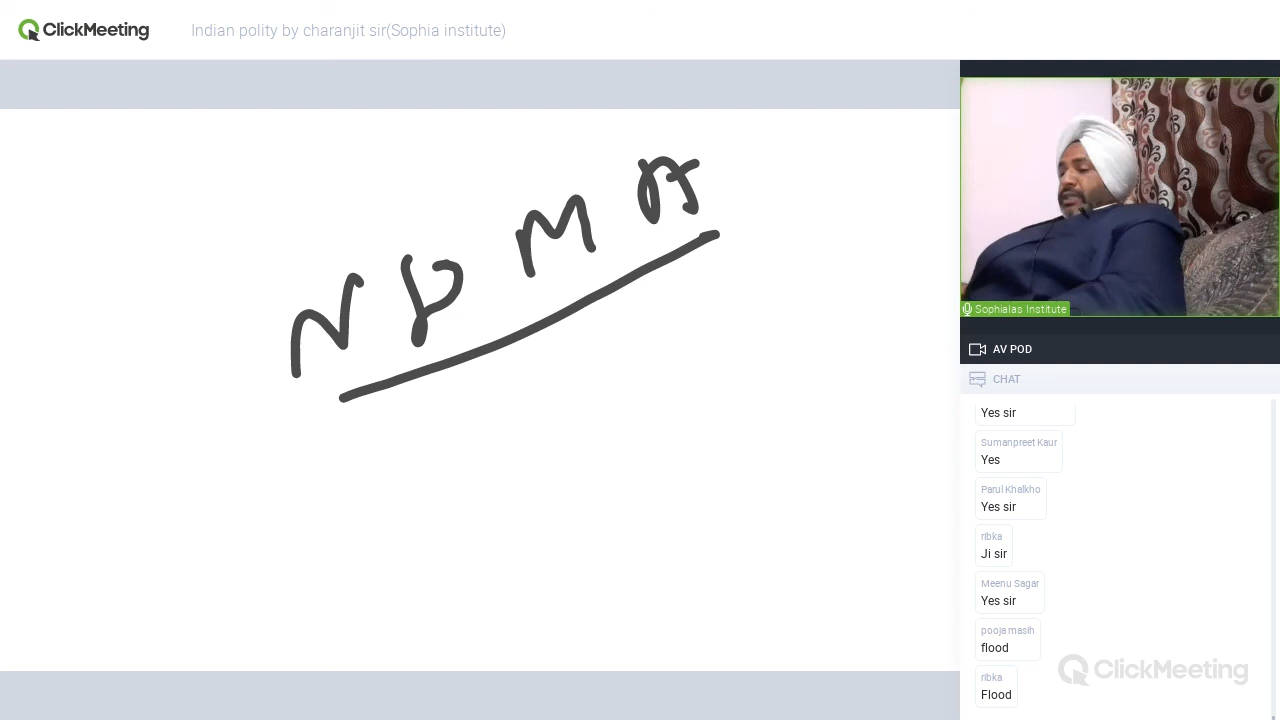 ClickMeeting
Indian polity by charanjit sir(Sophia institute)
N D M A
Sophialas Institute
AV POD
CHAT
Yes sir
Sumanpreet Kaur
Yes
Parul Khalkho
Yes sir
ribka
Ji sir
Meenu Sagar
Yes sir
pooja masih
flood
ribka
Flood
ClickMeeting